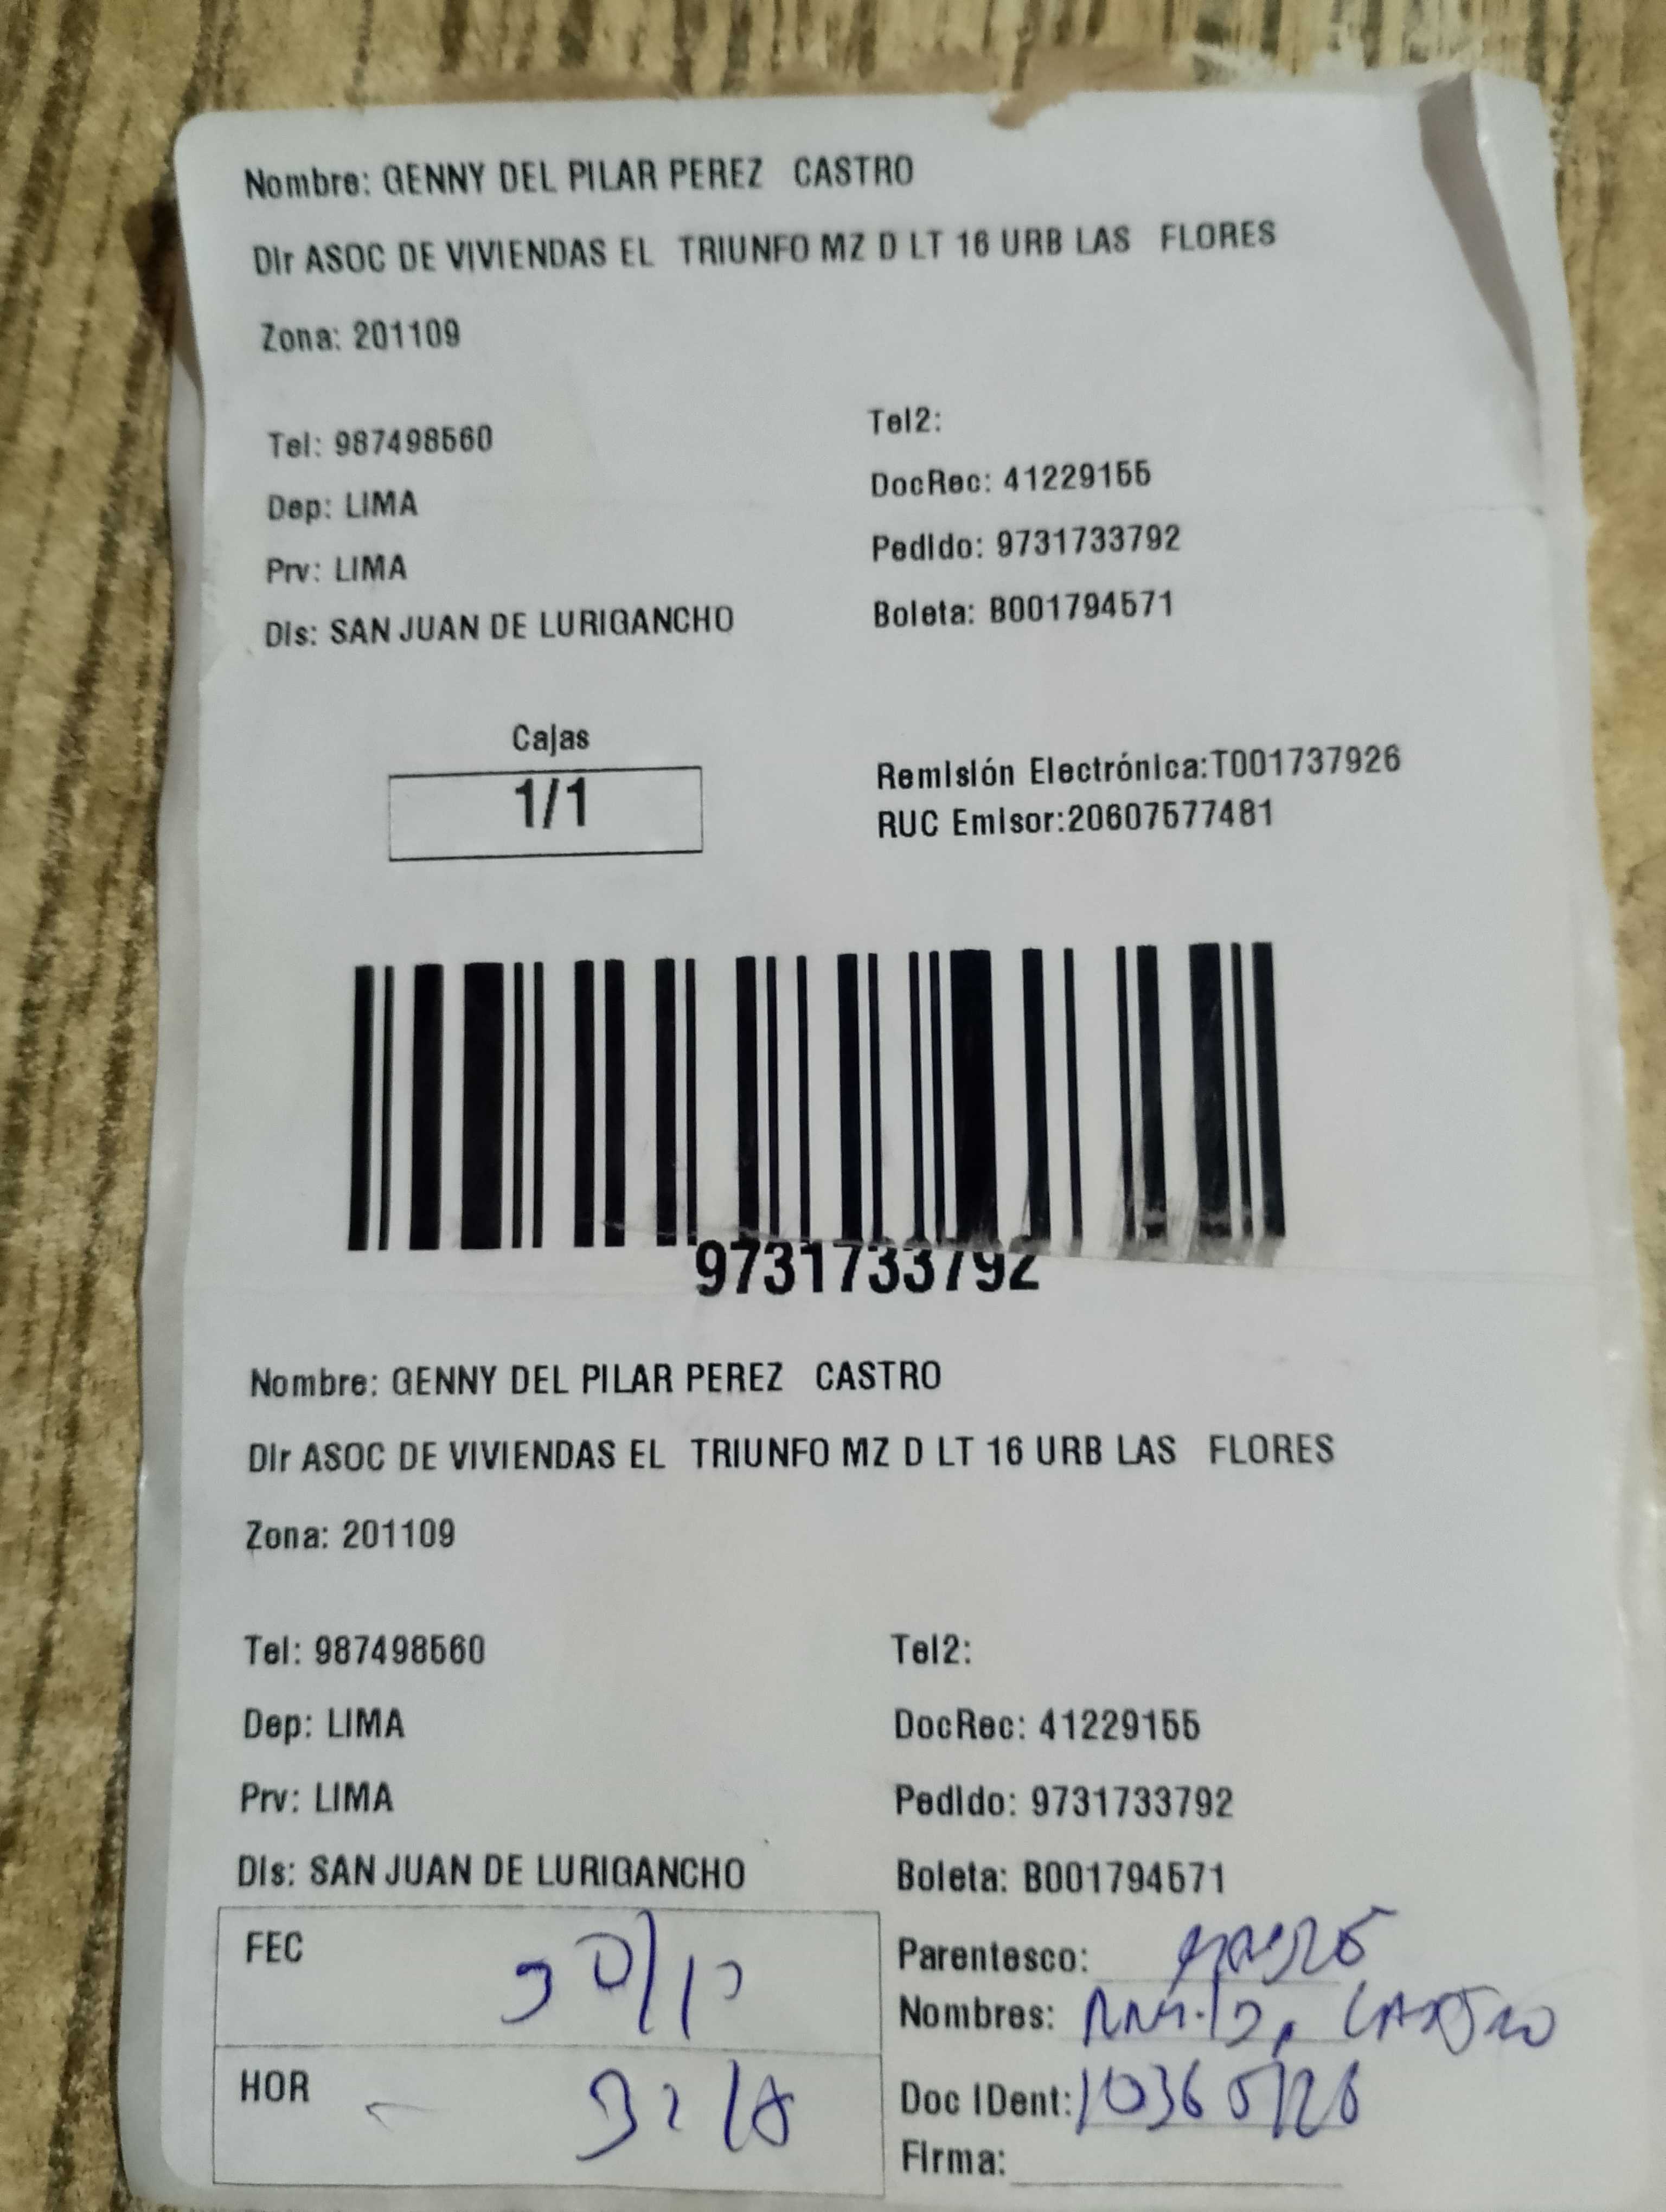 Nombre: GENNY DEL PILAR PEREZ CASTRO
Dir ASOC DE VIVIENDAS EL TRIUNFO MZ D LT 16 URB LAS FLORES
Zona: 201109
Tel: 987498560 Tel2:
Dep: LIMA DocRec: 41229155
Prv: LIMA Pedido: 9731733792
Dis: SAN JUAN DE LURIGANCHO Boleta: B001794571
Cajas
1/1
Remisión Electrónica:T001737926
RUC Emisor:20607577481
9731733792
Nombre: GENNY DEL PILAR PEREZ CASTRO
Dir ASOC DE VIVIENDAS EL TRIUNFO MZ D LT 16 URB LAS FLORES
Zona: 201109
Tel: 987498560 Tel2:
Dep: LIMA DocRec: 41229155
Prv: LIMA Pedido: 9731733792
Dis: SAN JUAN DE LURIGANCHO Boleta: B001794571
FEC
HOR
Parentesco:
Nombres: CASTRO
Doc IDent:
Firma: